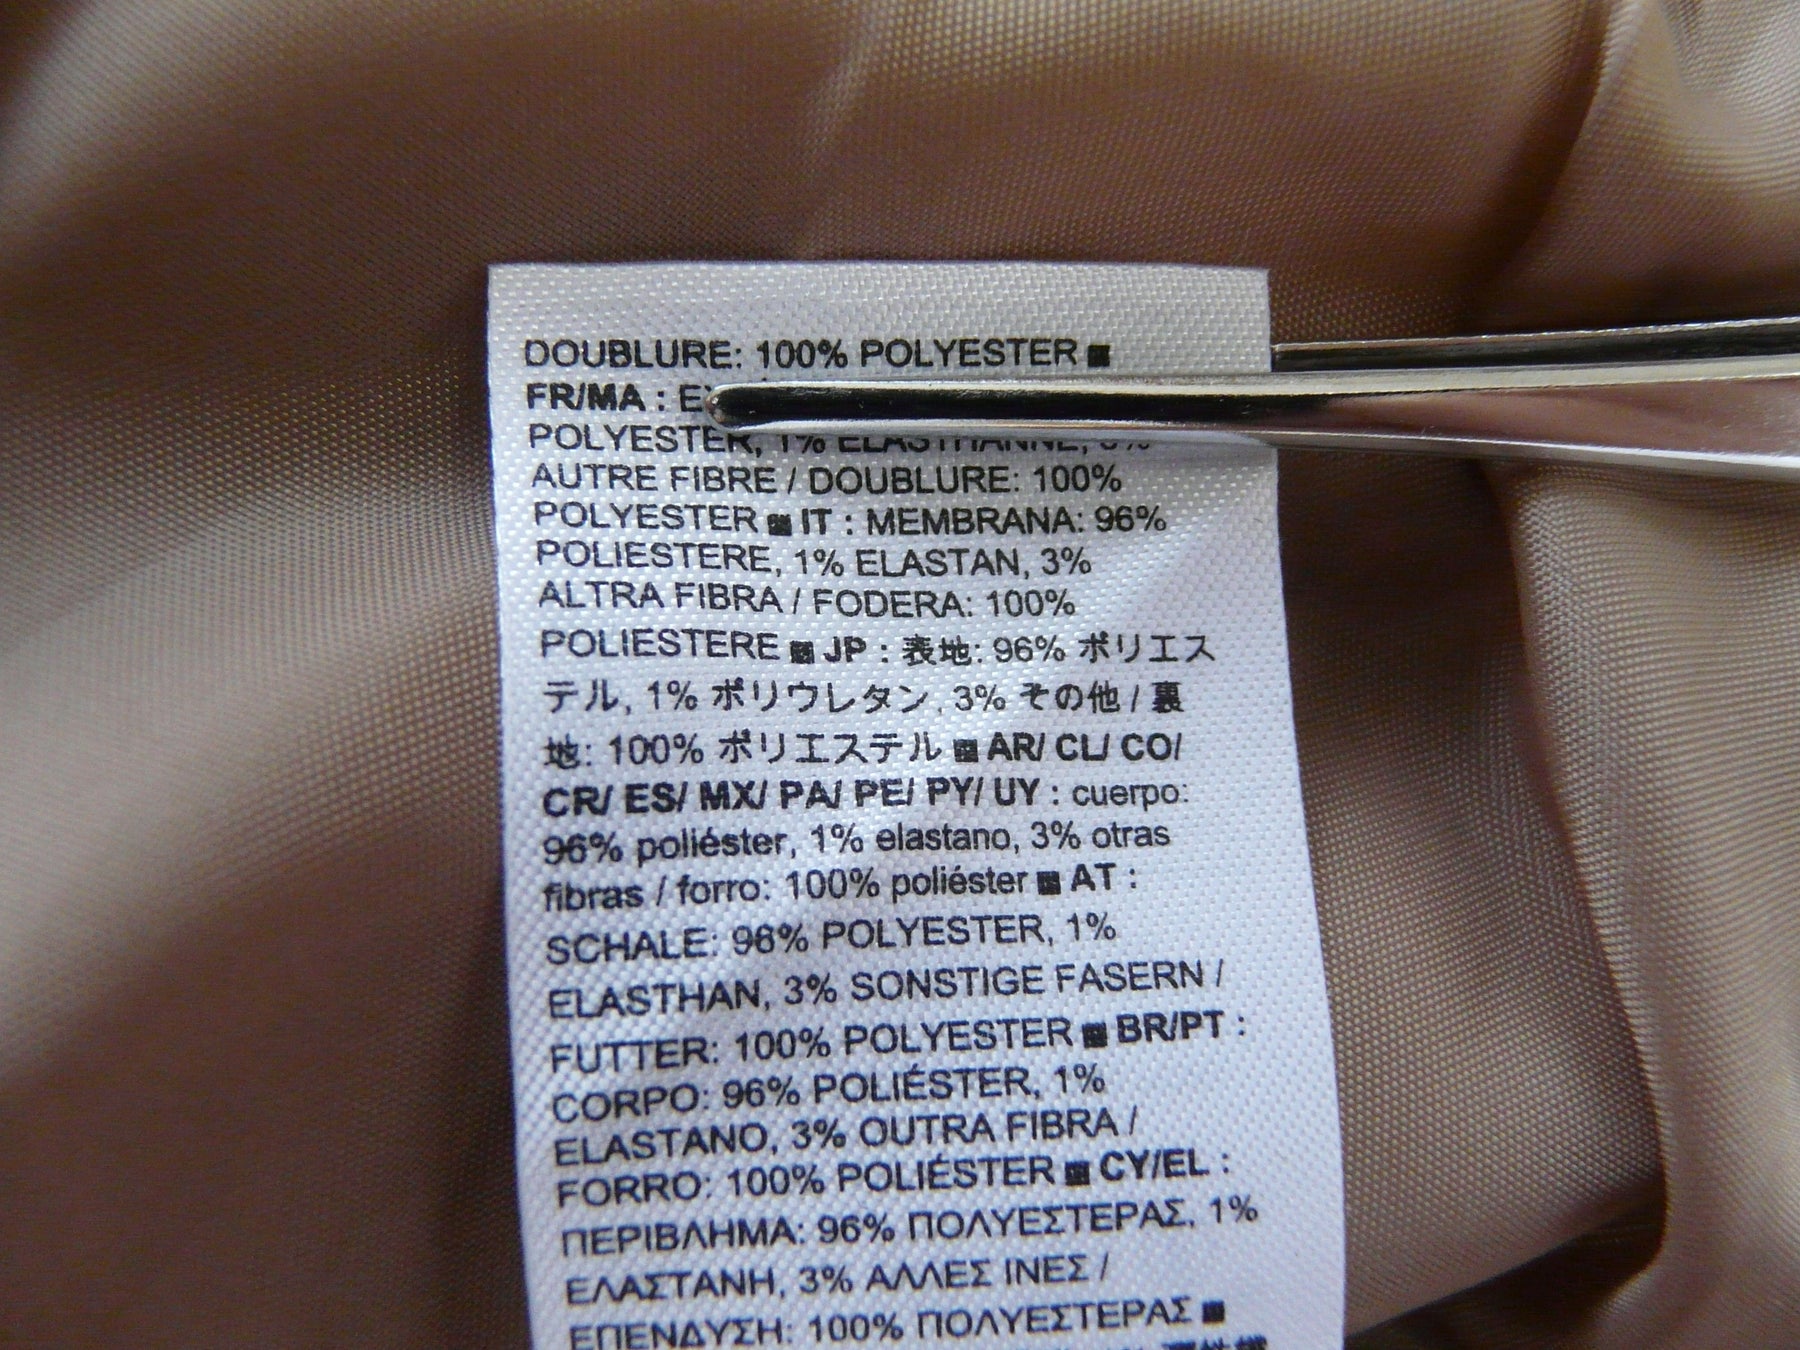 DOUBLURE: 100% POLYESTER ■
FR/MA :
POLYESTER, 1% ELASTHANNE, 3%
AUTRE FIBRE / DOUBLURE: 100%
POLYESTER ■ IT : MEMBRANA: 96%
POLIESTERE, 1% ELASTAN, 3%
ALTRA FIBRA / FODERA: 100%
POLIESTERE ■ JP : 表地: 96% ポリエス
テル, 1% ポリウレタン, 3% その他 / 裏
地: 100% ポリエステル ■ AR/ CL/ CO/
CR/ ES/ MX/ PA/ PE/ PY/ UY : cuerpo:
96% poliéster, 1% elastano, 3% otras
fibras / forro: 100% poliéster ■ AT :
SCHALE: 96% POLYESTER, 1%
ELASTHAN, 3% SONSTIGE FASERN /
FUTTER: 100% POLYESTER ■ BR/PT :
CORPO: 96% POLIÉSTER, 1%
ELASTANO, 3% OUTRA FIBRA /
FORRO: 100% POLIÉSTER ■ CY/EL :
ΠΕΡΙΒΛΗΜΑ: 96% ΠΟΛΥΕΣΤΕΡΑΣ, 1%
ΕΛΑΣΤΑΝΗ, 3% ΑΛΛΕΣ ΙΝΕΣ /
ΕΠΕΝΔΥΣΗ: 100% ΠΟΛΥΕΣΤΕΡΑΣ ■